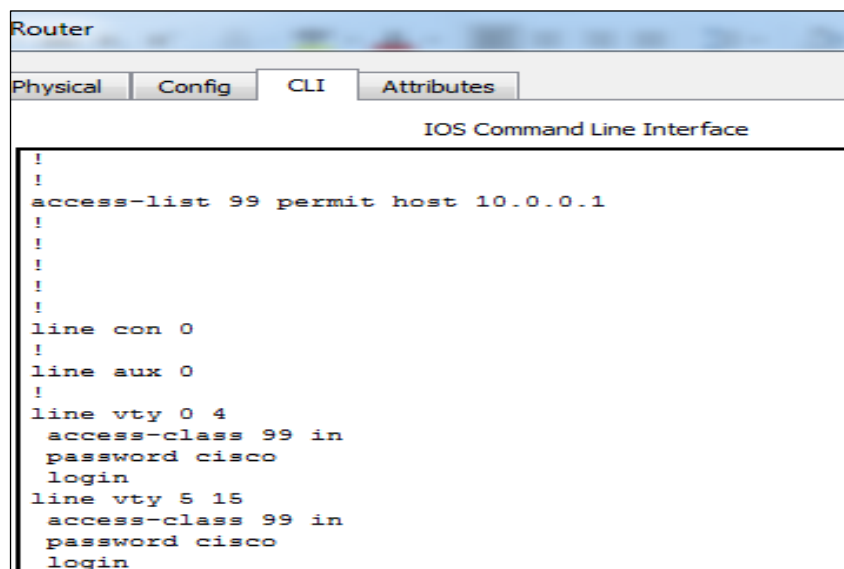 Router
Physical Config CLI Attributes
IOS Command Line Interface
!
!
access-list 99 permit host 10.0.0.1
!
!
!
!
!
line con 0
!
line aux 0
!
line vty 0 4
access-class 99 in
password cisco
login
line vty 5 15
access-class 99 in
password cisco
login